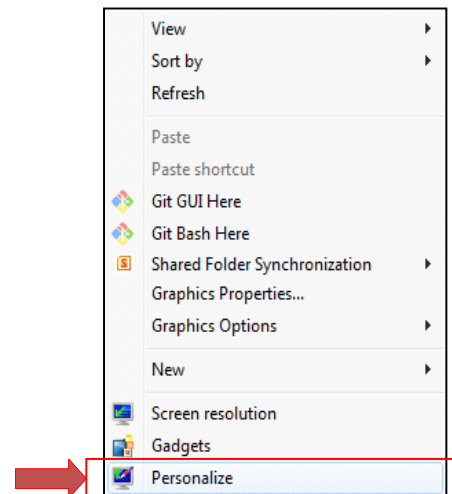 View
Sort by
Refresh
Paste
Paste shortcut
Git GUI Here
Git Bash Here
Shared Folder Synchronization
Graphics Properties...
Graphics Options
New
Screen resolution
Gadgets
Personalize